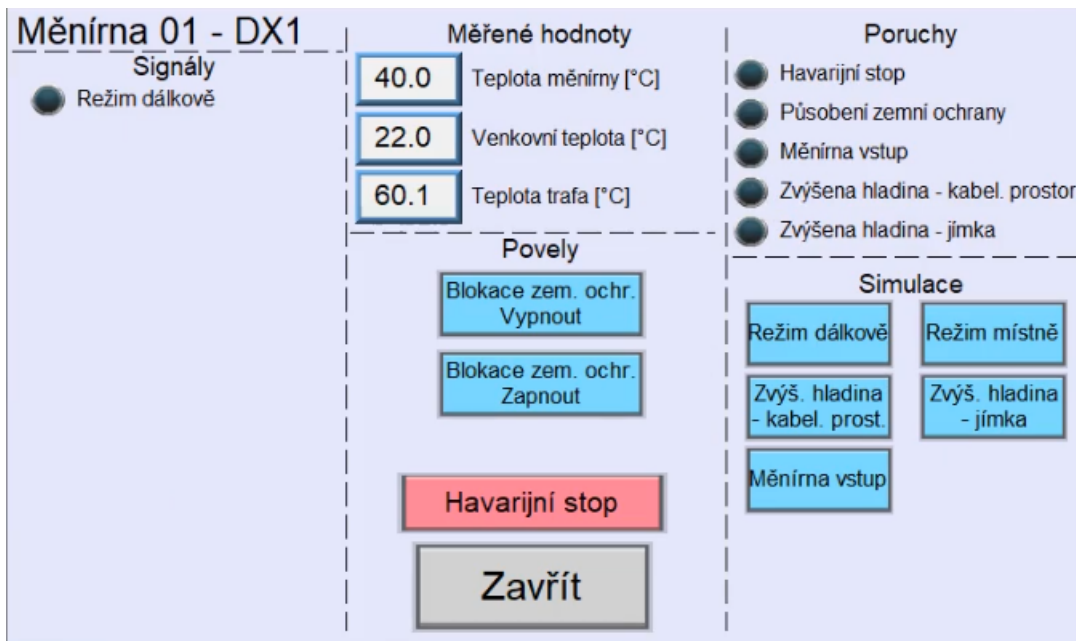 Měnírna 01 - DX1
Signály
Režim dálkově
Měřené hodnoty
40.0 Teplota měnírny [°C]
22.0 Venkovní teplota [°C]
60.1 Teplota trafa [°C]
Povely
Blokace zem. ochr.
Vypnout
Blokace zem. ochr.
Zapnout
Havarijní stop
Zavřít
Poruchy
Havarijní stop
Působení zemní ochrany
Měnírna vstup
Zvýšena hladina - kabel. prostor
Zvýšena hladina - jímka
Simulace
Režim dálkově
Režim místně
Zvýš. hladina
- kabel. prost.
Zvýš. hladina
- jímka
Měnírna vstup